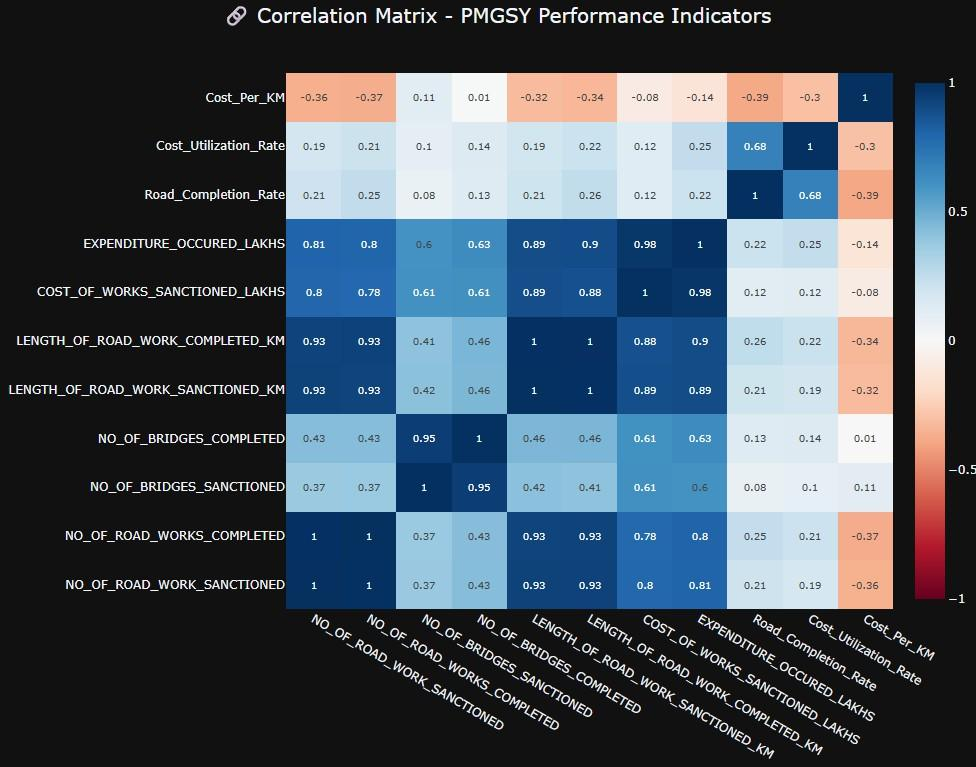 🔗 Correlation Matrix - PMGSY Performance Indicators
Cost_Per_KM -0.36 -0.37 0.11 0.01 -0.32 -0.34 -0.08 -0.14 -0.39 -0.3 1
Cost_Utilization_Rate 0.19 0.21 0.1 0.14 0.19 0.22 0.12 0.25 0.68 1 -0.3
Road_Completion_Rate 0.21 0.25 0.08 0.13 0.21 0.26 0.12 0.22 1 0.68 -0.39
EXPENDITURE_OCCURED_LAKHS 0.81 0.8 0.6 0.63 0.89 0.9 0.98 1 0.22 0.25 -0.14
COST_OF_WORKS_SANCTIONED_LAKHS 0.8 0.78 0.61 0.61 0.89 0.88 1 0.98 0.12 0.12 -0.08
LENGTH_OF_ROAD_WORK_COMPLETED_KM 0.93 0.93 0.41 0.46 1 1 0.88 0.9 0.26 0.22 -0.34
LENGTH_OF_ROAD_WORK_SANCTIONED_KM 0.93 0.93 0.42 0.46 1 1 0.89 0.89 0.21 0.19 -0.32
NO_OF_BRIDGES_COMPLETED 0.43 0.43 0.95 1 0.46 0.46 0.61 0.63 0.13 0.14 0.01
NO_OF_BRIDGES_SANCTIONED 0.37 0.37 1 0.95 0.42 0.41 0.61 0.6 0.08 0.1 0.11
NO_OF_ROAD_WORKS_COMPLETED 1 1 0.37 0.43 0.93 0.93 0.78 0.8 0.25 0.21 -0.37
NO_OF_ROAD_WORK_SANCTIONED 1 1 0.37 0.43 0.93 0.93 0.8 0.81 0.21 0.19 -0.36
NO_OF_ROAD_WORK_SANCTIONED
NO_OF_ROAD_WORKS_COMPLETED
NO_OF_BRIDGES_SANCTIONED
NO_OF_BRIDGES_COMPLETED
LENGTH_OF_ROAD_WORK_SANCTIONED_KM
LENGTH_OF_ROAD_WORK_COMPLETED_KM
COST_OF_WORKS_SANCTIONED_LAKHS
EXPENDITURE_OCCURED_LAKHS
Road_Completion_Rate
Cost_Utilization_Rate
Cost_Per_KM
1
0.5
0
−0.5
−1